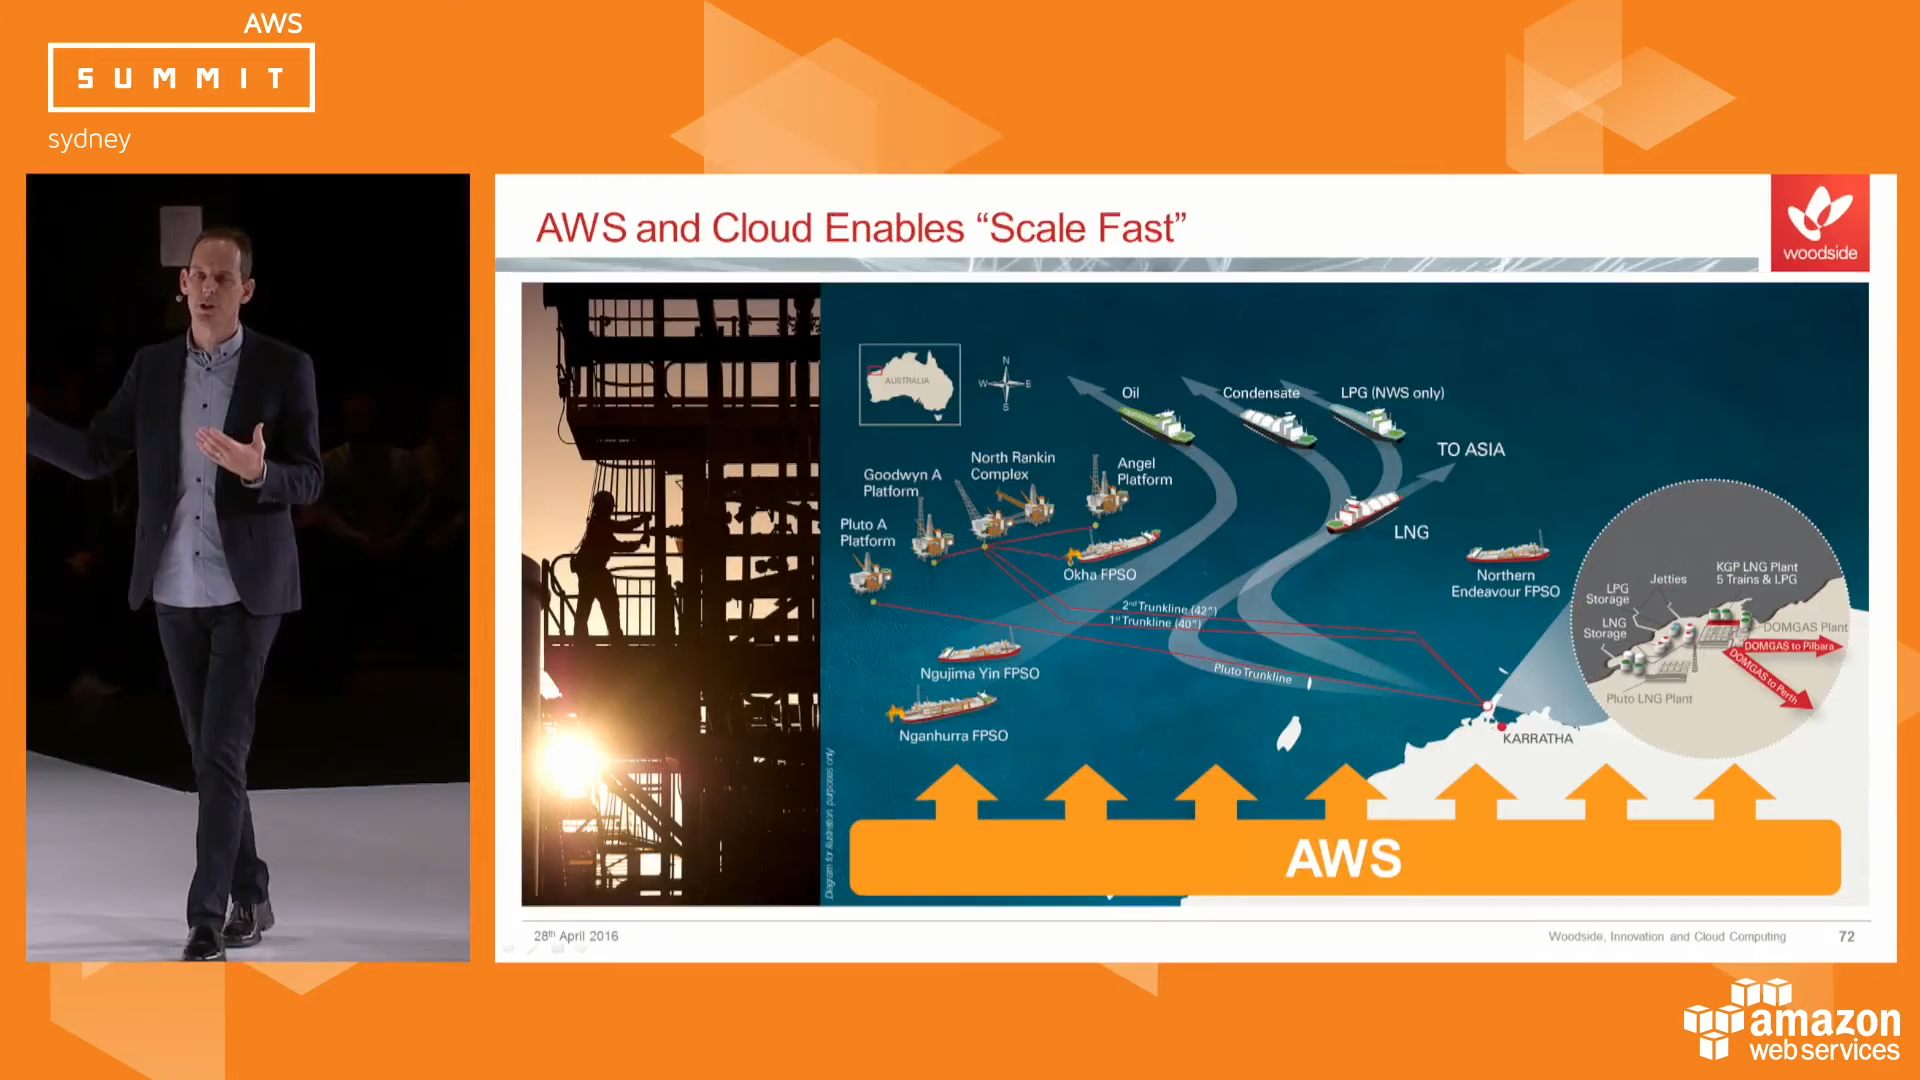 AWS
SUMMIT
sydney
AWS and Cloud Enables “Scale Fast”
woodside
AUSTRALIA
N
W
E
S
Oil
Condensate
LPG (NWS only)
TO ASIA
LNG
Goodwyn A
Platform
North Rankin
Complex
Angel
Platform
Pluto A
Platform
Okha FPSO
Northern
Endeavour FPSO
2nd Trunkline (42")
1st Trunkline (40")
Pluto Trunkline
Ngujima Yin FPSO
Nganhurra FPSO
KARRATHA
KGP LNG Plant
5 Trains & LPG
Jetties
LPG
Storage
LNG
Storage
DOMGAS Plant
DOMGAS to Pilbara
DOMGAS to Perth
Pluto LNG Plant
Diagram for illustration purposes only
AWS
28th April 2016
Woodside, Innovation and Cloud Computing
72
amazon
web services